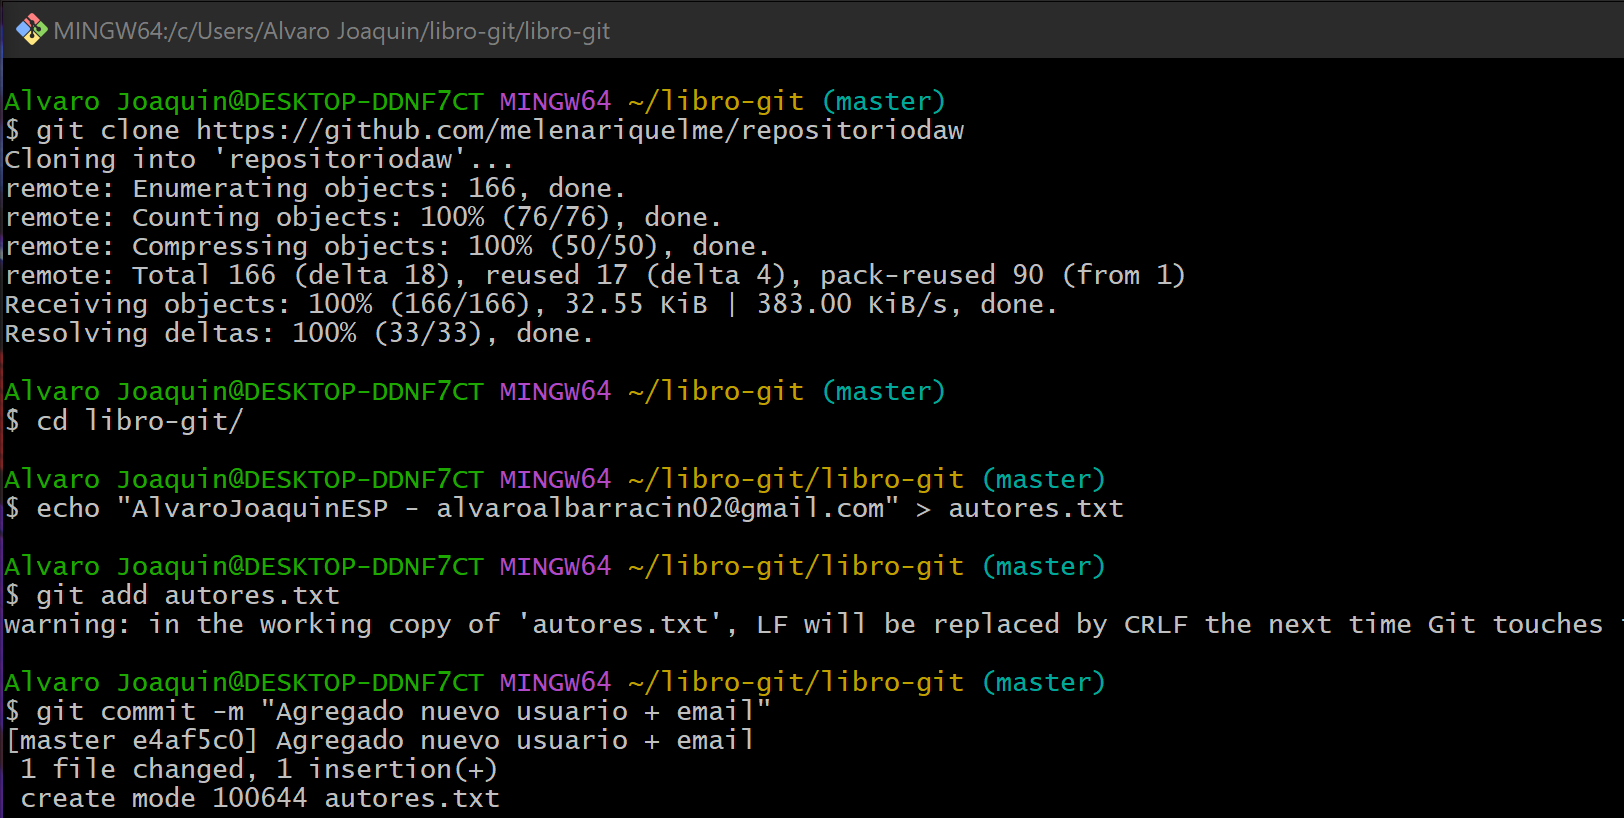 MINGW64:/c/Users/Alvaro Joaquin/libro-git/libro-git
Alvaro Joaquin@DESKTOP-DDNF7CT MINGW64 ~/libro-git (master)
$ git clone https://github.com/melenariquelme/repositoriodaw
Cloning into 'repositoriodaw'...
remote: Enumerating objects: 166, done.
remote: Counting objects: 100% (76/76), done.
remote: Compressing objects: 100% (50/50), done.
remote: Total 166 (delta 18), reused 17 (delta 4), pack-reused 90 (from 1)
Receiving objects: 100% (166/166), 32.55 KiB | 383.00 KiB/s, done.
Resolving deltas: 100% (33/33), done.
Alvaro Joaquin@DESKTOP-DDNF7CT MINGW64 ~/libro-git (master)
$ cd libro-git/
Alvaro Joaquin@DESKTOP-DDNF7CT MINGW64 ~/libro-git/libro-git (master)
$ echo "AlvaroJoaquinESP - alvaroalbarracin02@gmail.com" > autores.txt
Alvaro Joaquin@DESKTOP-DDNF7CT MINGW64 ~/libro-git/libro-git (master)
$ git add autores.txt
warning: in the working copy of 'autores.txt', LF will be replaced by CRLF the next time Git touches
Alvaro Joaquin@DESKTOP-DDNF7CT MINGW64 ~/libro-git/libro-git (master)
$ git commit -m "Agregado nuevo usuario + email"
[master e4af5c0] Agregado nuevo usuario + email
 1 file changed, 1 insertion(+)
 create mode 100644 autores.txt